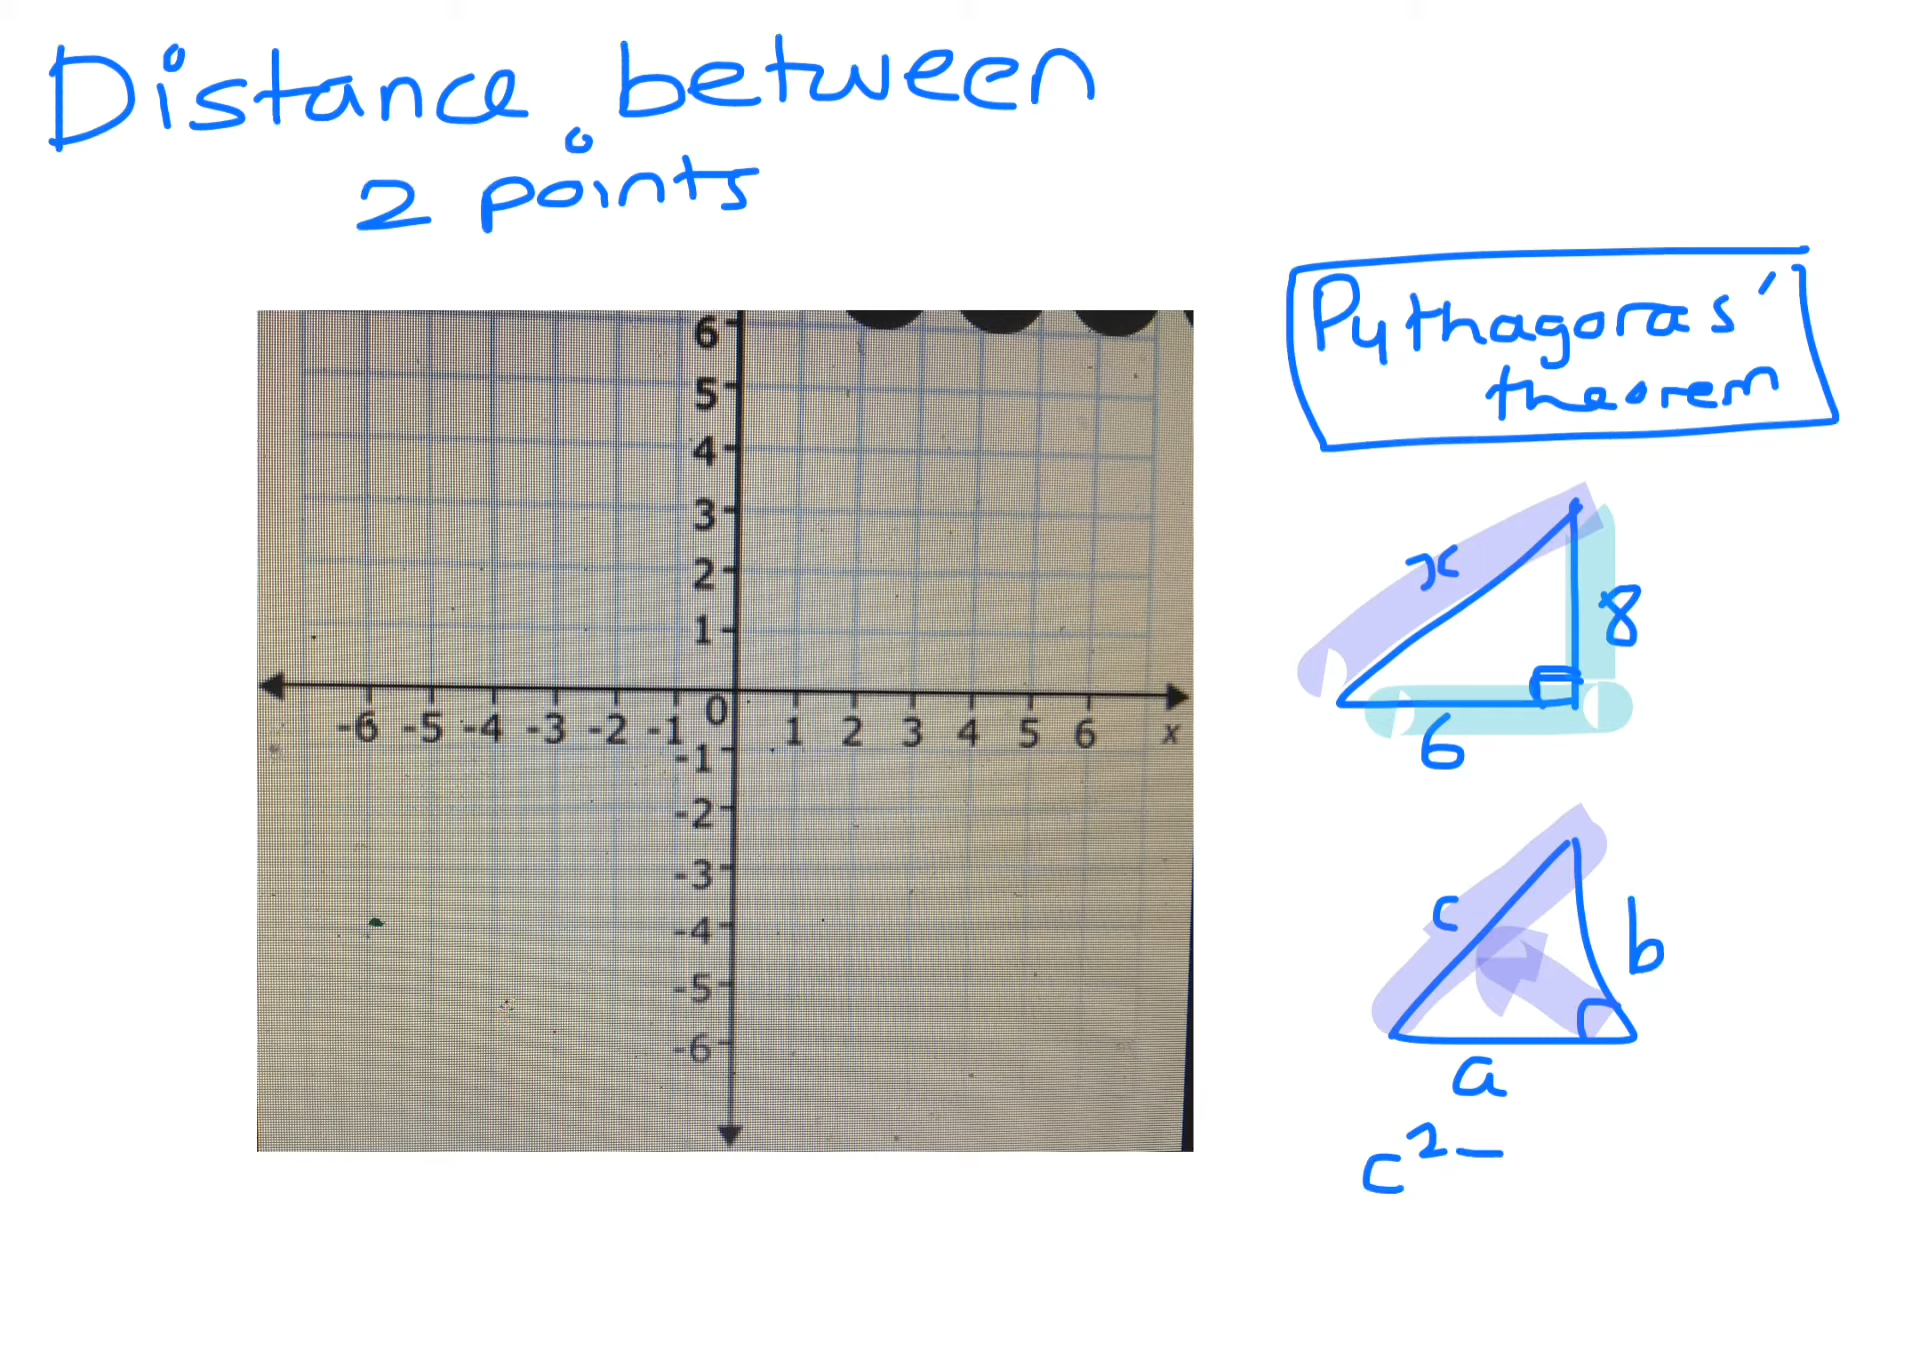 Distance between
2 points
Pythagoras'
theorem
x
8
6
c
b
a
c²-
6
5
4
3
2
1
-6 -5 -4 -3 -2 -1 0 1 2 3 4 5 6 x
-1
-2
-3
-4
-5
-6